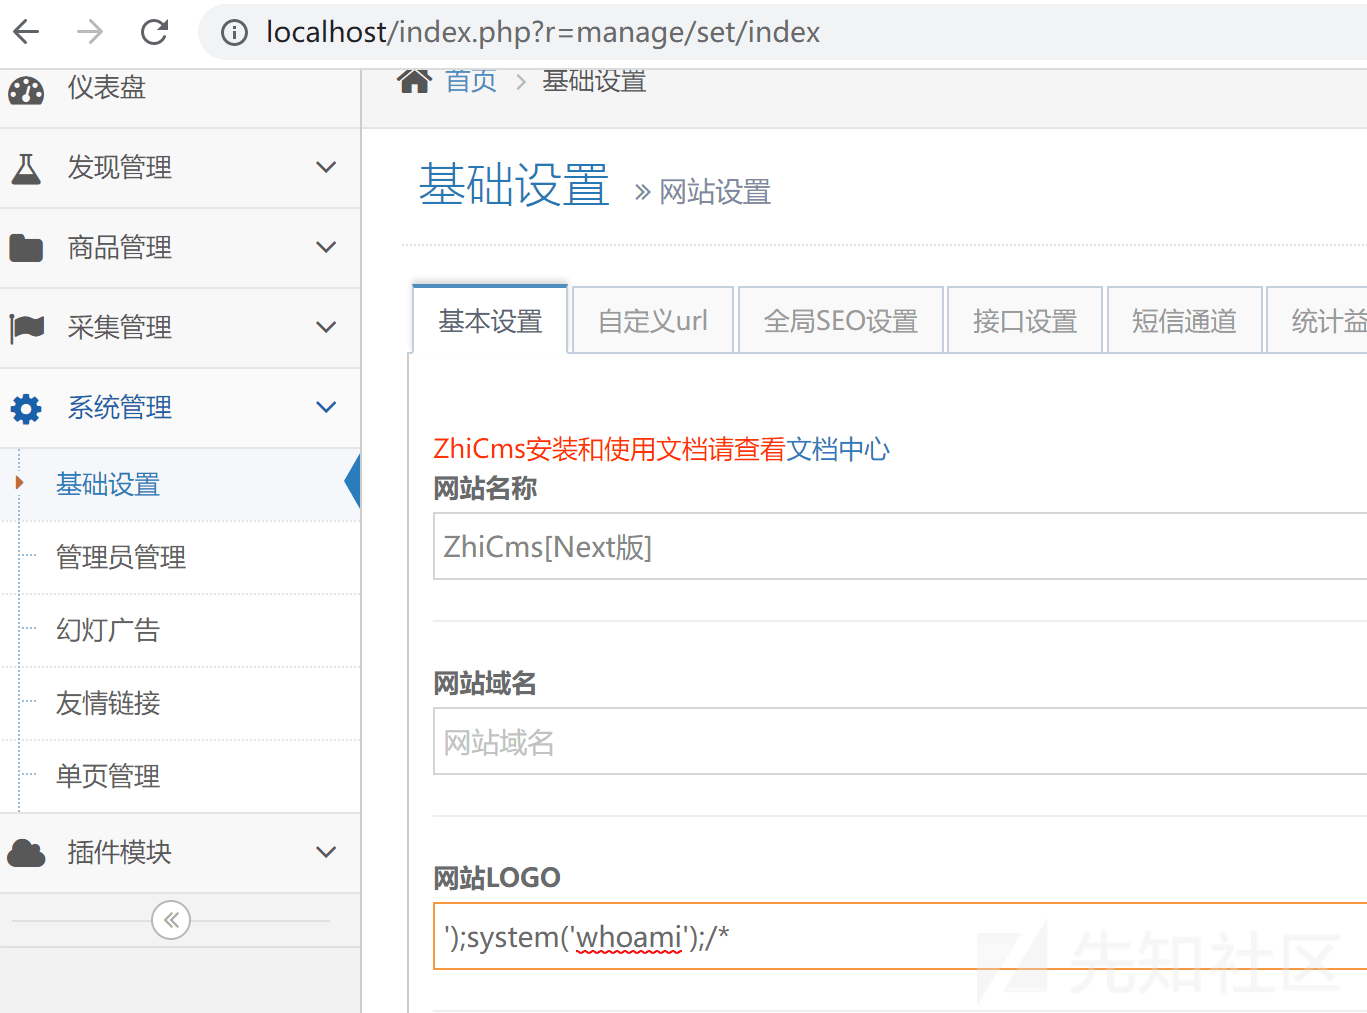 localhost/index.php?r=manage/set/index
仪表盘
首页 > 基础设置
发现管理
商品管理
采集管理
系统管理
基础设置
管理员管理
幻灯广告
友情链接
单页管理
插件模块
基础设置 » 网站设置
基本设置 自定义url 全局SEO设置 接口设置 短信通道 统计益
ZhiCms安装和使用文档请查看文档中心
网站名称
ZhiCms[Next版]
网站域名
网站域名
网站LOGO
');system('whoami');/*
先知社区